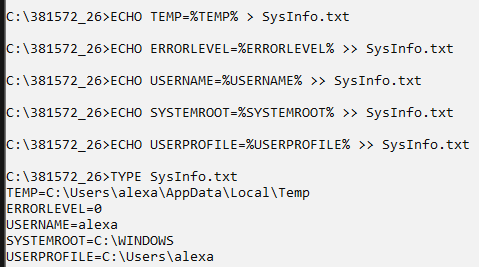 C:\381572_26>ECHO TEMP=%TEMP% > SysInfo.txt
C:\381572_26>ECHO ERRORLEVEL=%ERRORLEVEL% >> SysInfo.txt
C:\381572_26>ECHO USERNAME=%USERNAME% >> SysInfo.txt
C:\381572_26>ECHO SYSTEMROOT=%SYSTEMROOT% >> SysInfo.txt
C:\381572_26>ECHO USERPROFILE=%USERPROFILE% >> SysInfo.txt
C:\381572_26>TYPE SysInfo.txt
TEMP=C:\Users\alexa\AppData\Local\Temp
ERRORLEVEL=0
USERNAME=alexa
SYSTEMROOT=C:\WINDOWS
USERPROFILE=C:\Users\alexa